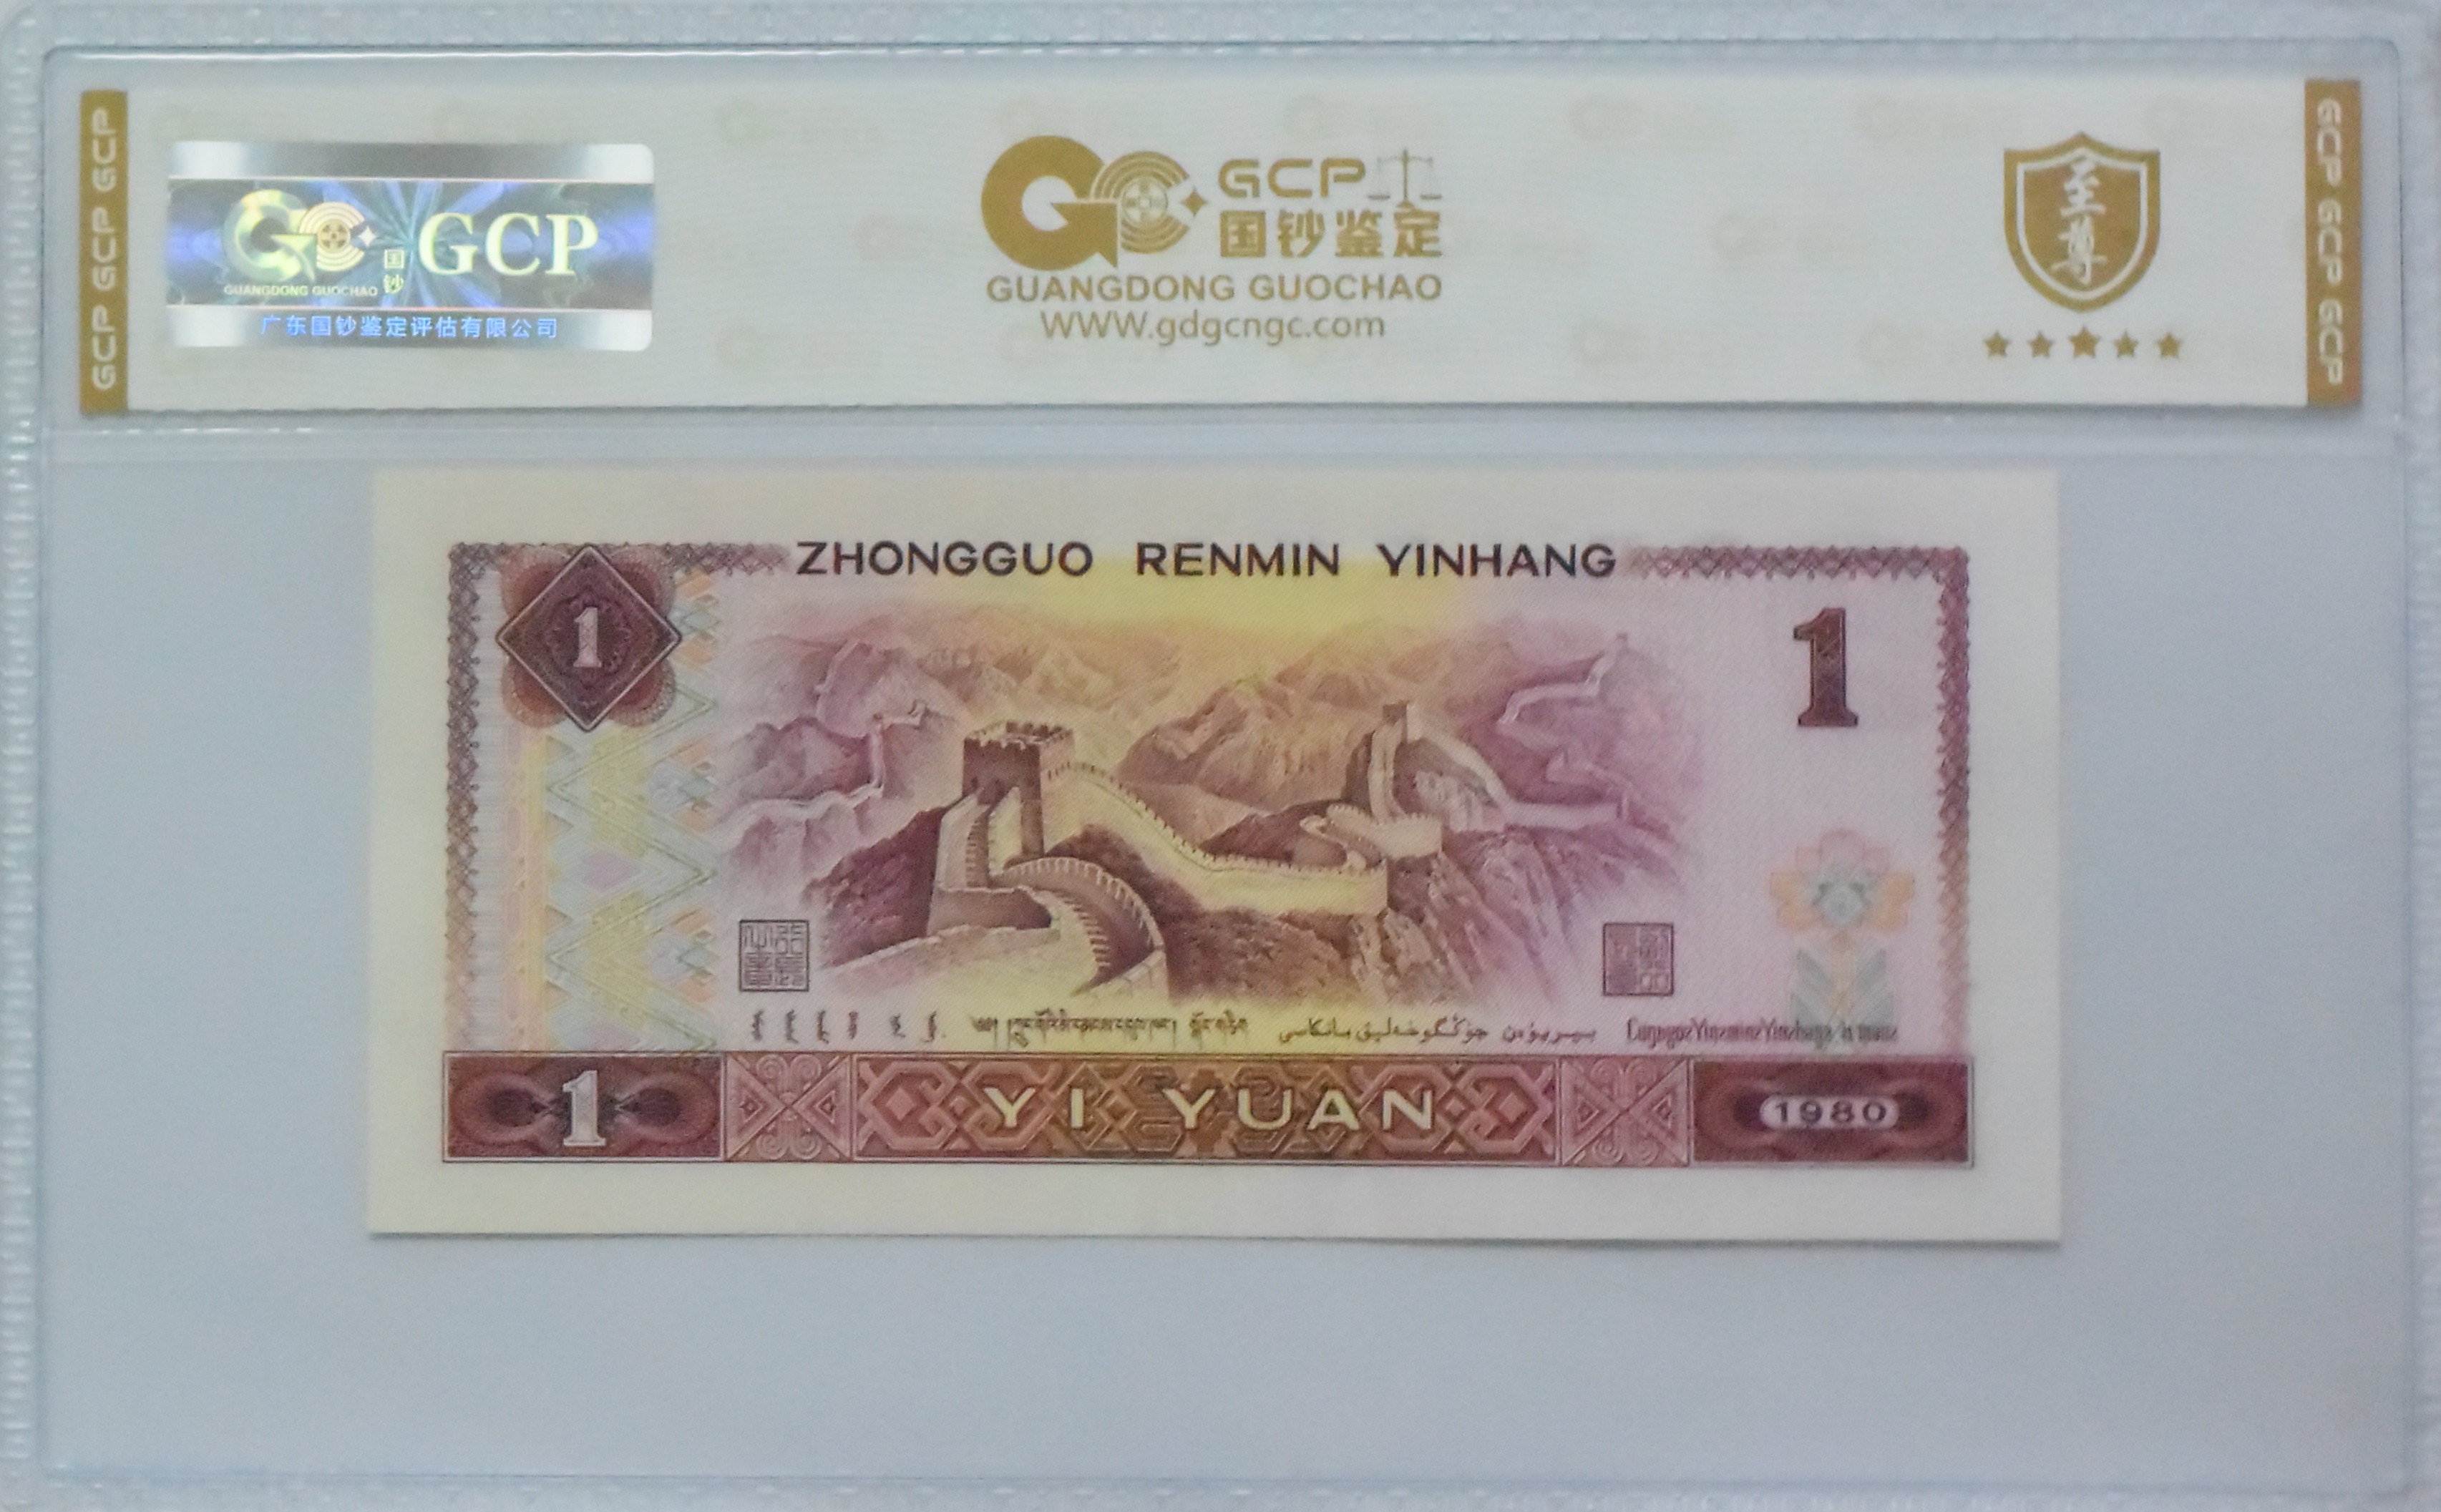 GCP GCP GCP
GCP
国
钞
GUANGDONG GUOCHAO
广东国钞鉴定评估有限公司
GCP
国钞鉴定
GUANGDONG GUOCHAO
WWW.gdgcngc.com
至
尊
GCP GCP GCP
ZHONGGUO RENMIN YINHANG
1
1
1
YI YUAN
1980